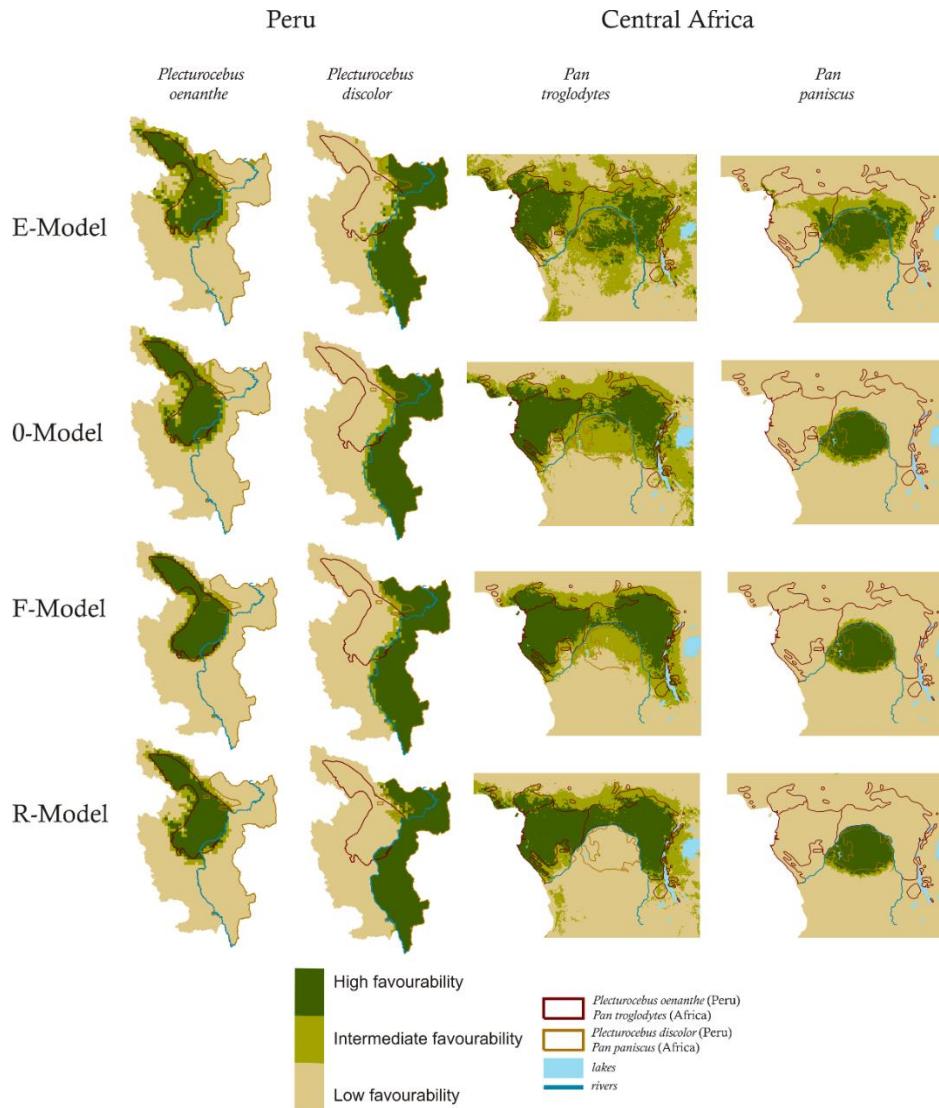 Peru
Central Africa
Plecturocebus
oenanthe
Plecturocebus
discolor
Pan
troglodytes
Pan
paniscus
E-Model
0-Model
F-Model
R-Model
High favourability
Intermediate favourability
Low favourability
Plecturocebus oenanthe (Peru)
Pan troglodytes (Africa)
Plecturocebus discolor (Peru)
Pan paniscus (Africa)
lakes
rivers